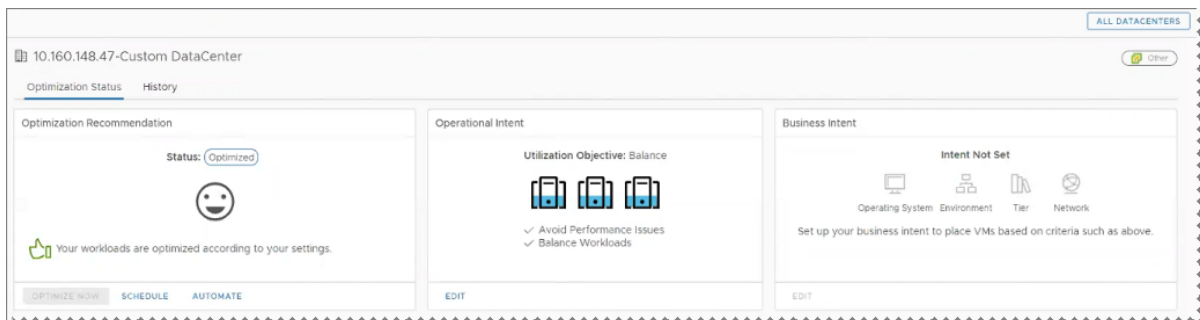 ALL DATACENTERS
10.160.148.47-Custom DataCenter
Other
Optimization Status History
Optimization Recommendation
Status: Optimized
Your workloads are optimized according to your settings.
OPTIMIZE NOW SCHEDULE AUTOMATE
Operational Intent
Utilization Objective: Balance
Avoid Performance Issues
Balance Workloads
EDIT
Business Intent
Intent Not Set
Operating System Environment Tier Network
Set up your business intent to place VMs based on criteria such as above.
EDIT